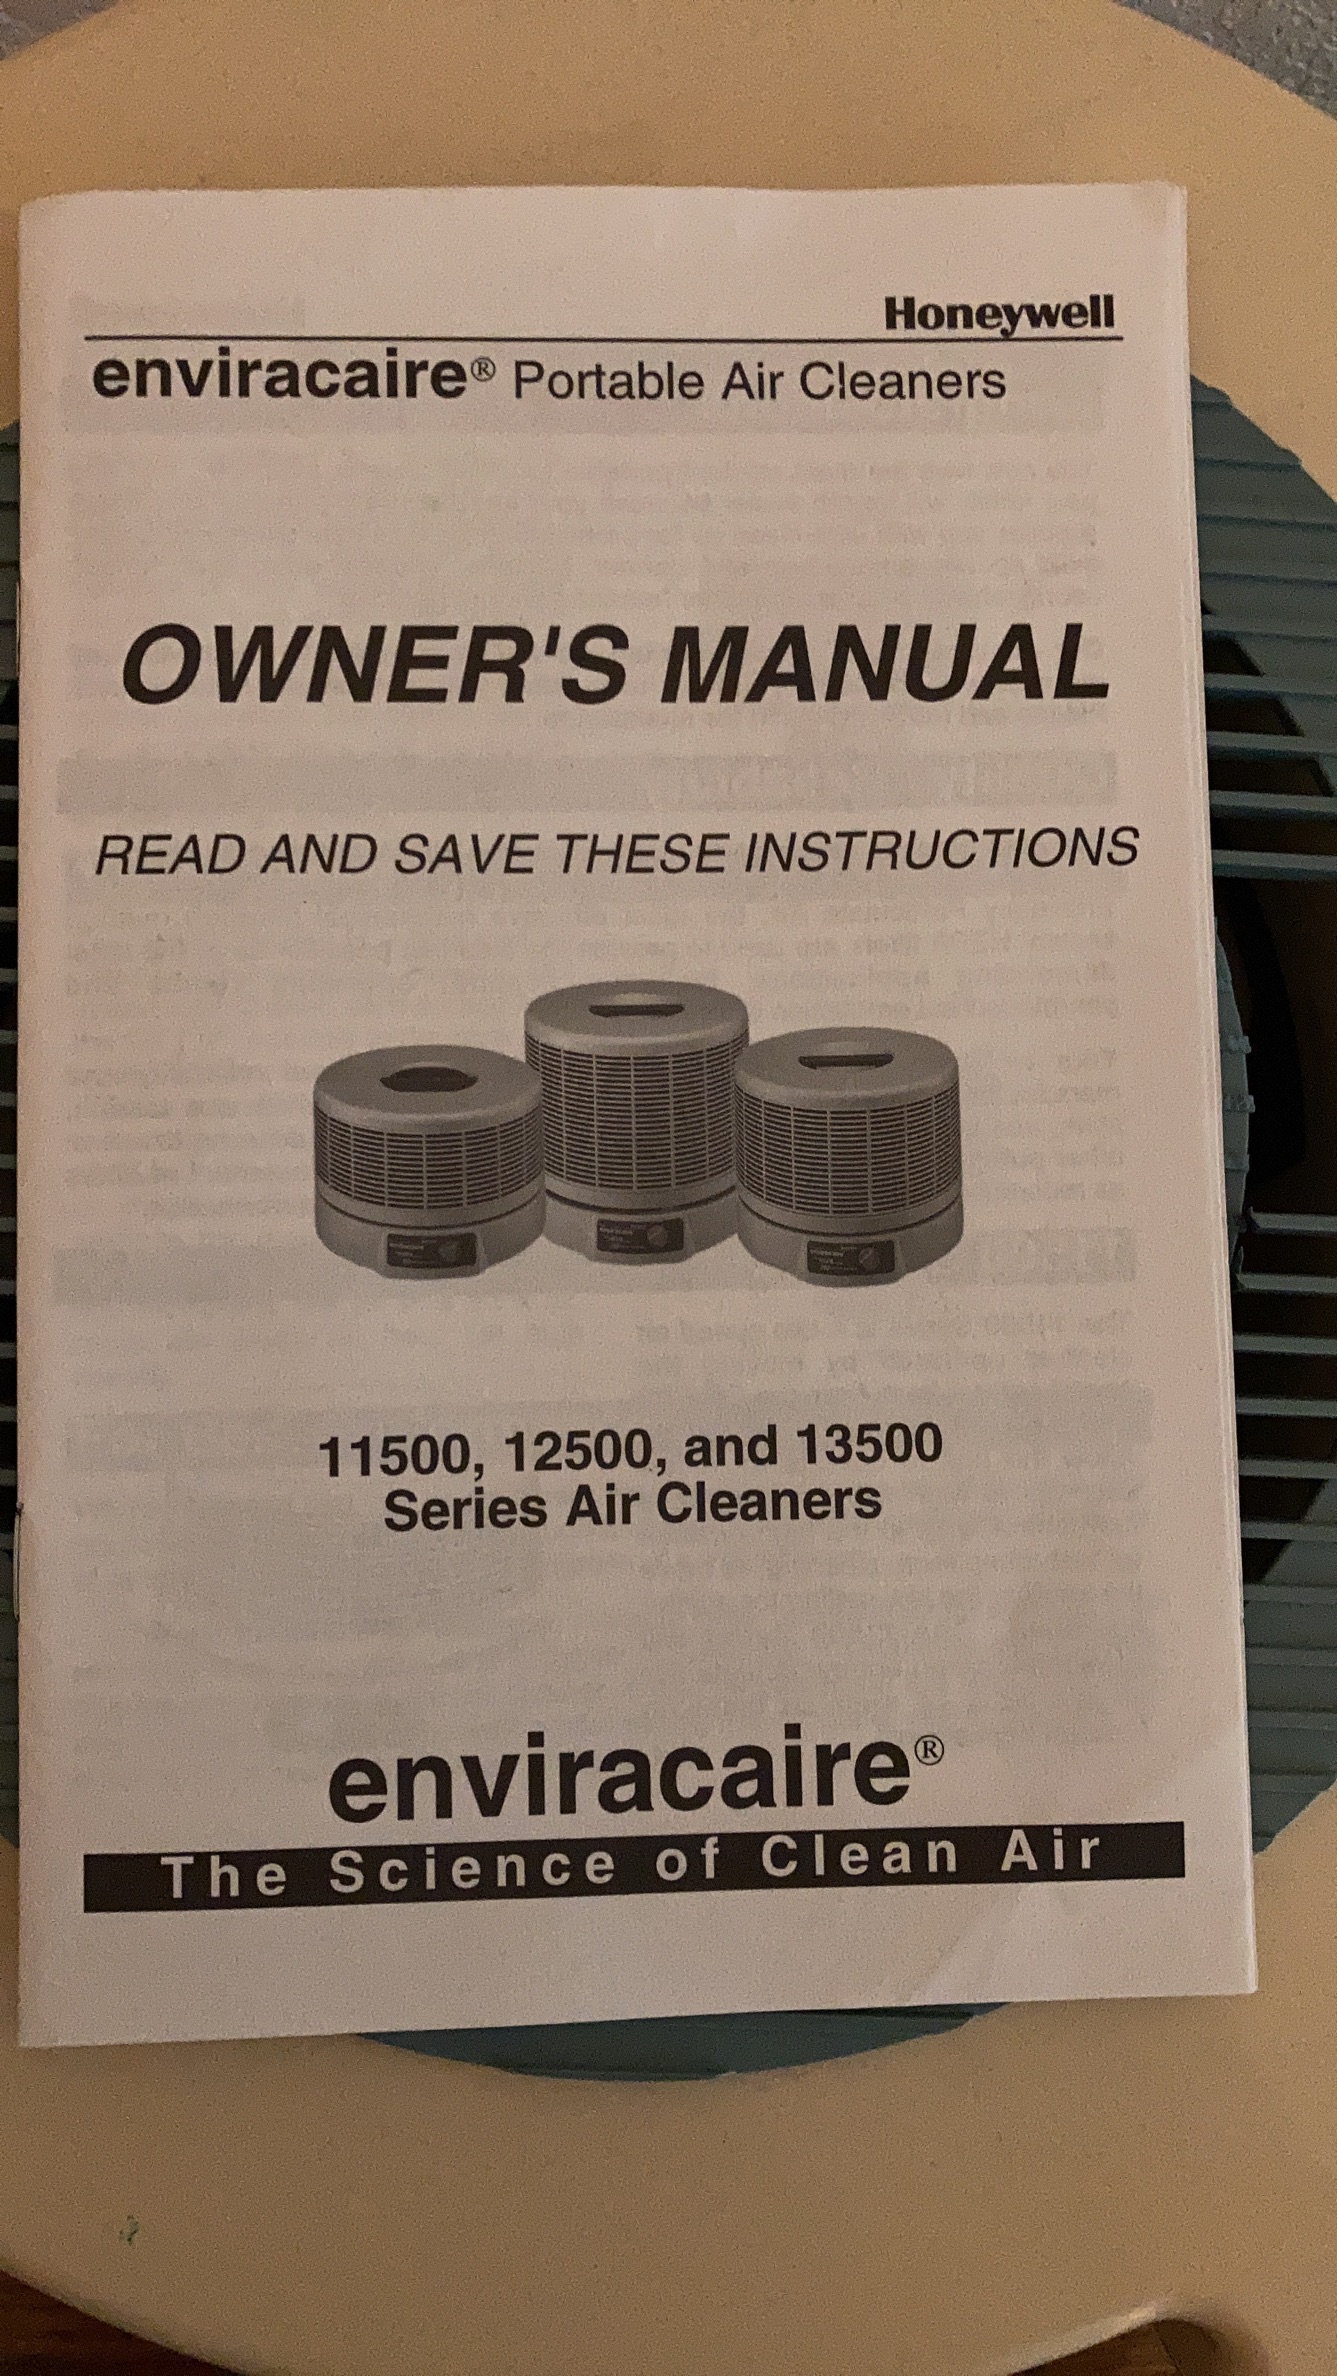 Honeywell
enviracaire® Portable Air Cleaners
OWNER'S MANUAL
READ AND SAVE THESE INSTRUCTIONS
11500, 12500, and 13500
Series Air Cleaners
enviracaire®
The Science of Clean Air